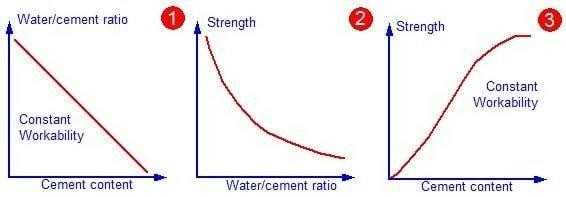 Water/cement ratio
1
Constant
Workability
Cement content
Strength
2
Water/cement ratio
Strength
3
Constant
Workability
Cement content